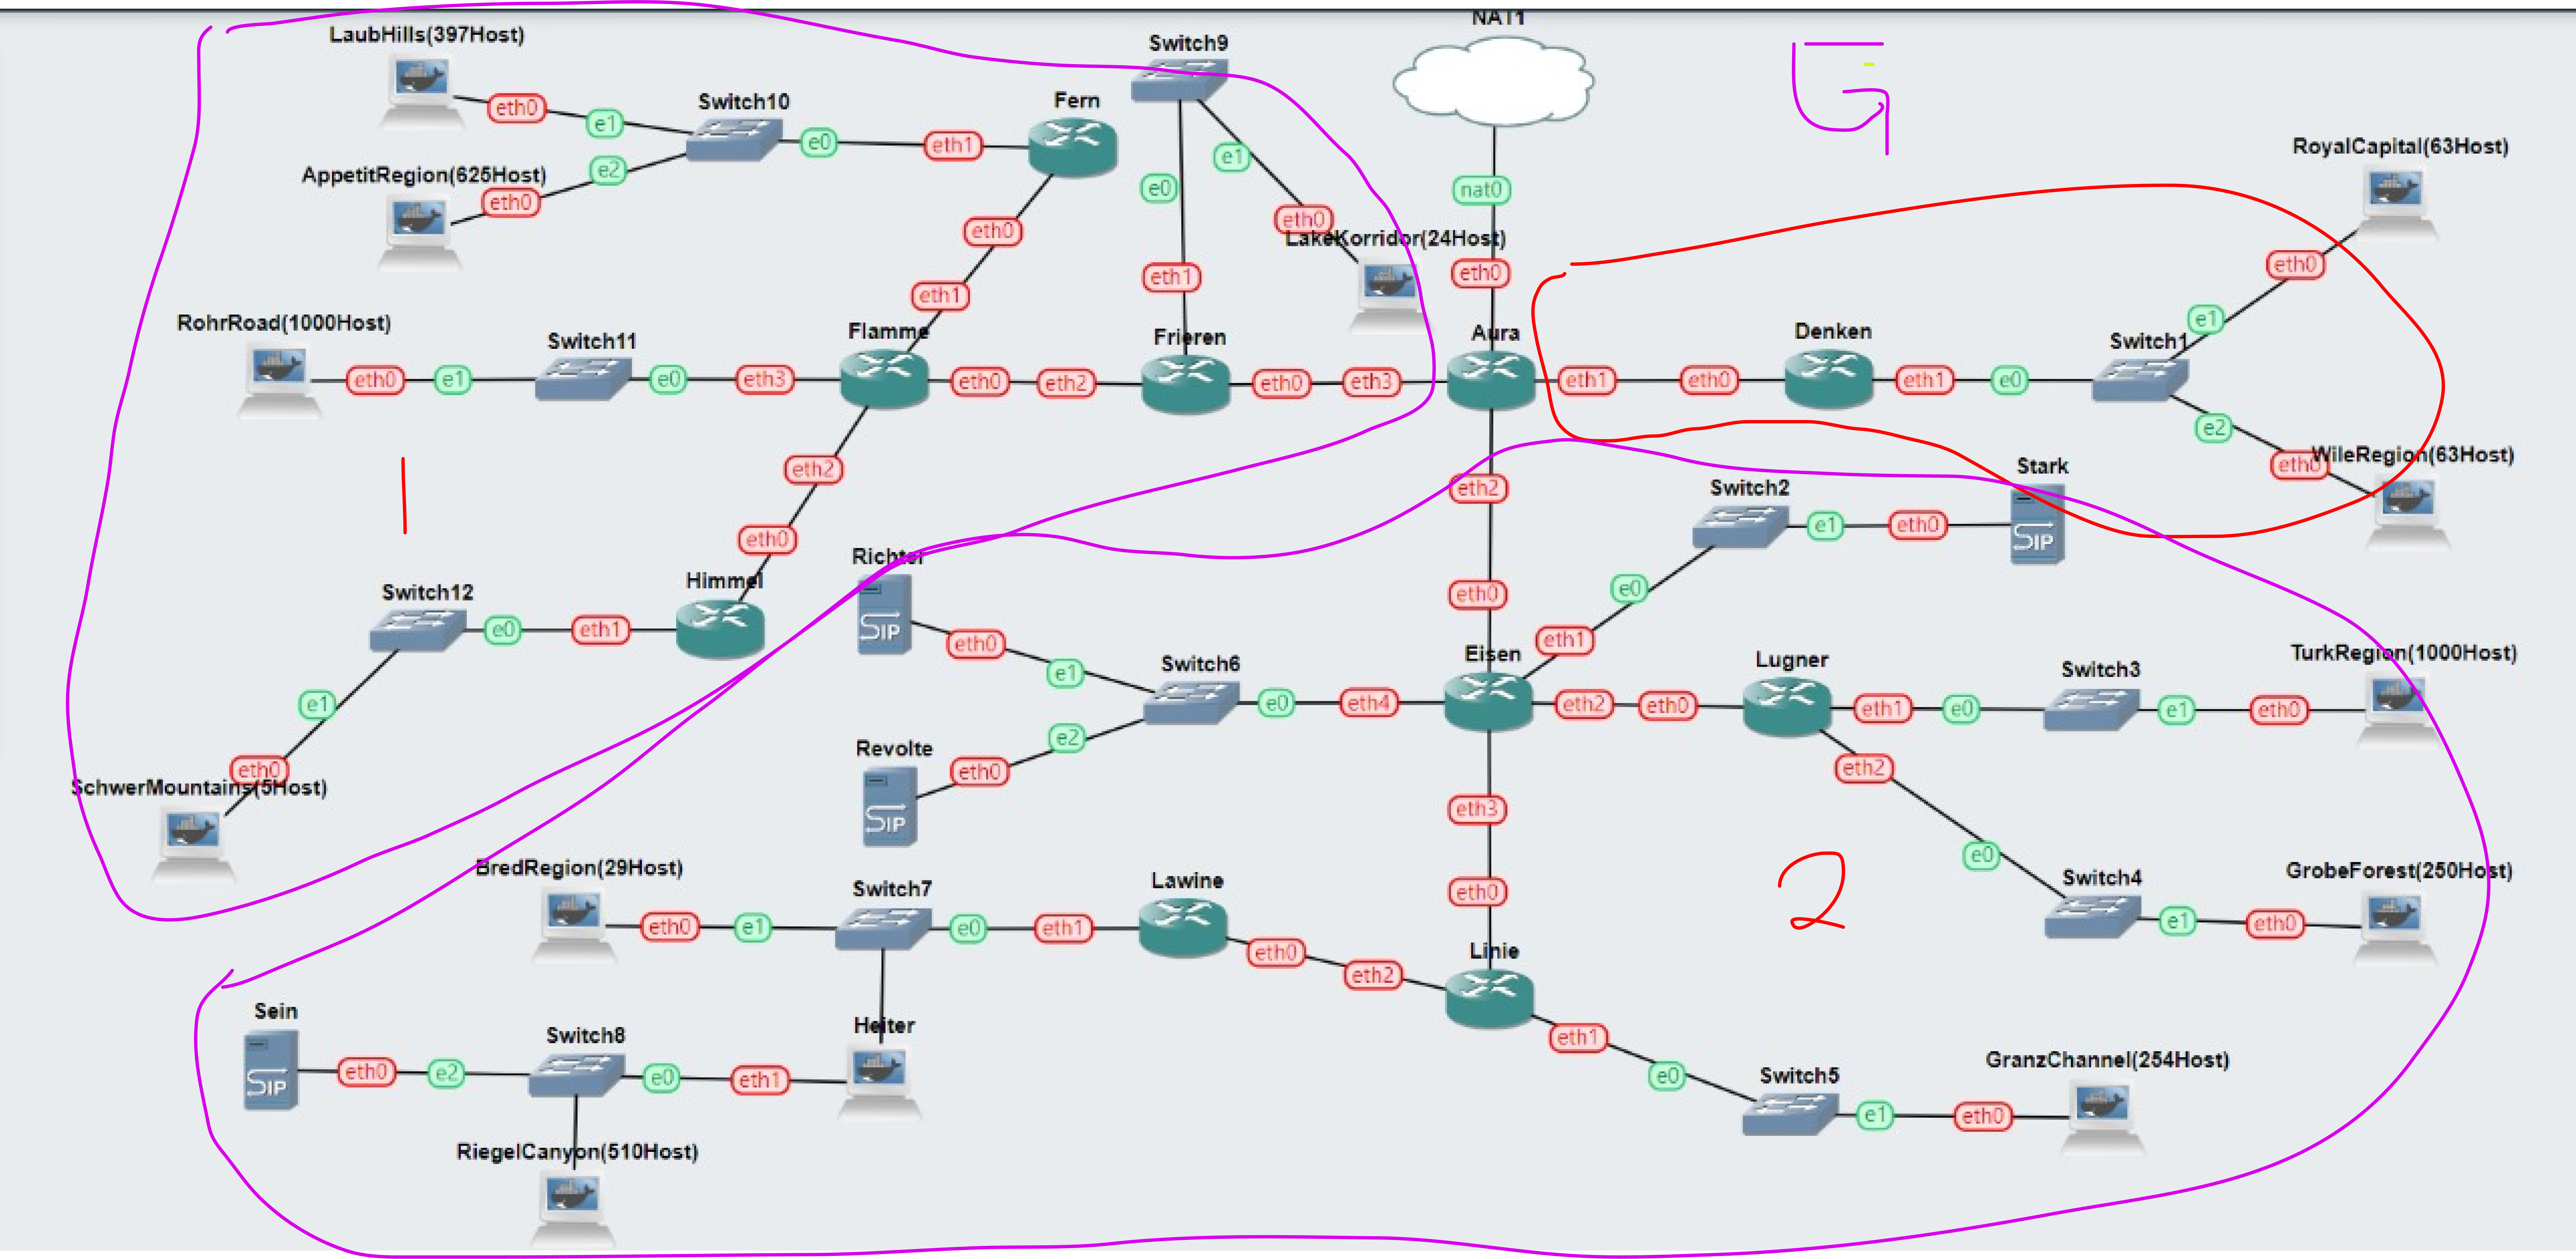 NAT1
LaubHills(397Host)
Switch9
eth0
e1
Switch10
e0
eth1
Fern
AppetitRegion(625Host)
e2
eth0
eth0
e0
e1
eth0
LakeKorridor(24Host)
nat0
eth0
RoyalCapital(63Host)
eth0
e1
eth1
eth1
RohrRoad(1000Host)
eth0
e1
Switch11
e0
eth3
Flamme
eth0
eth2
Frieren
eth0
eth3
Aura
eth1
eth0
Denken
eth1
e0
Switch1
e2
eth0
WileRegion(63Host)
eth2
eth0
1
Switch12
e0
eth1
Himmel
e1
eth0
SchwerMountains(5Host)
eth2
eth0
Switch2
e1
eth0
Stark
SIP
e0
eth1
Richter
SIP
eth0
e1
Switch6
e0
eth4
Eisen
eth2
eth0
Lugner
eth1
e0
Switch3
e1
eth0
TurkRegion(1000Host)
Revolte
SIP
eth0
e2
eth3
eth0
eth2
e0
2
Switch4
e1
eth0
GrobeForest(250Host)
BredRegion(29Host)
eth0
e1
Switch7
e0
eth1
Lawine
eth0
eth2
Linie
eth1
e0
Switch5
e1
eth0
GranzChannel(254Host)
Sein
SIP
eth0
e2
Switch8
e0
eth1
Heiter
RiegelCanyon(510Host)